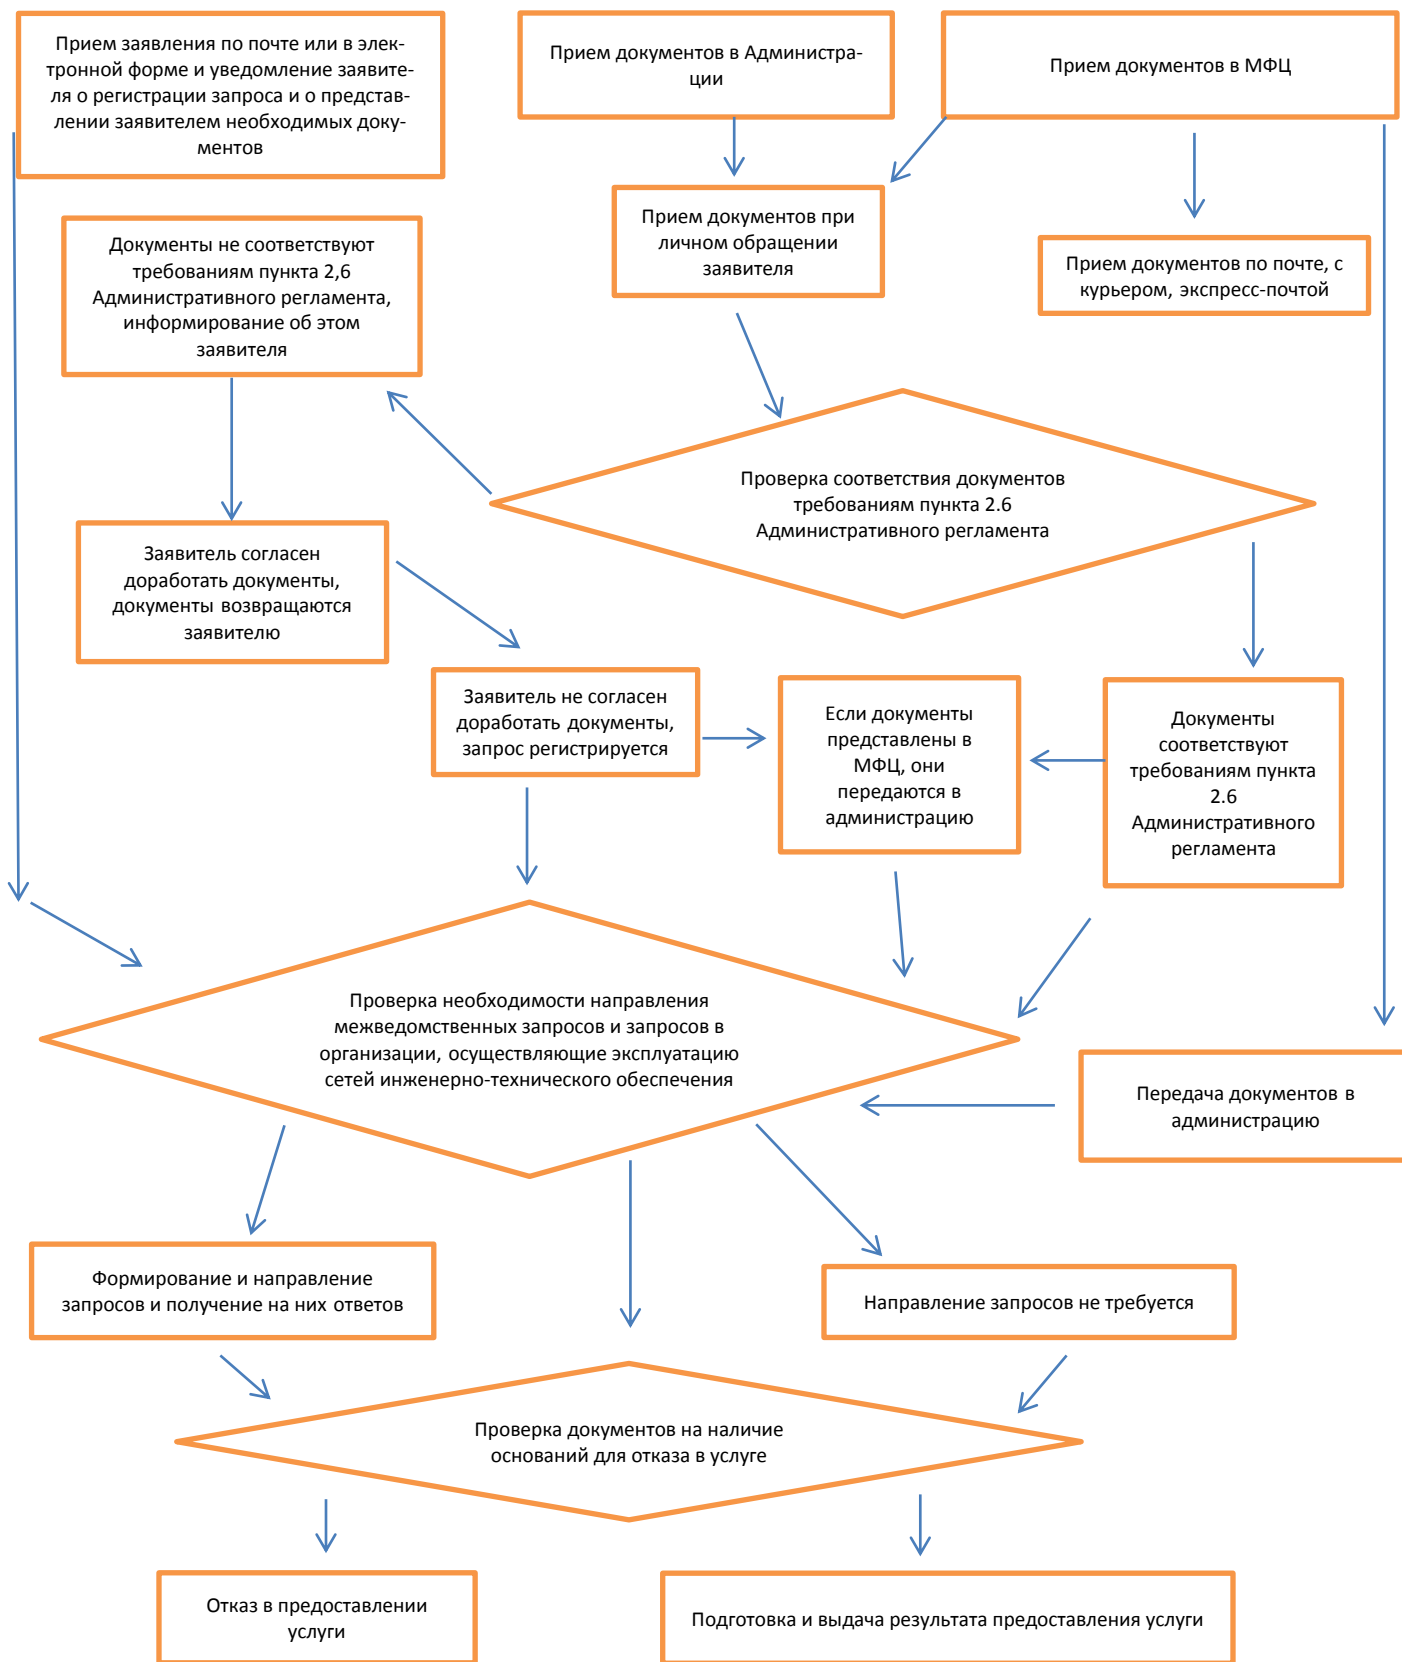 Прием заявления по почте или в элек-
тронной форме и уведомление заявите-
ля о регистрации запроса и о представ-
лении заявителем необходимых доку-
ментов
Прием документов в Администра-
ции
Прием документов в МФЦ
Прием документов при
личном обращении
заявителя
Прием документов по почте, с
курьером, экспресс-почтой
Документы не соответствуют
требованиям пункта 2,6
Административного регламента,
информирование об этом
заявителя
Проверка соответствия документов
требованиям пункта 2.6
Административного регламента
Заявитель согласен
доработать документы,
документы возвращаются
заявителю
Заявитель не согласен
доработать документы,
запрос регистрируется
Если документы
представлены в
МФЦ, они
передаются в
администрацию
Документы
соответствуют
требованиям пункта
2.6
Административного
регламента
Проверка необходимости направления
межведомственных запросов и запросов в
организации, осуществляющие эксплуатацию
сетей инженерно-технического обеспечения
Передача документов в
администрацию
Формирование и направление
запросов и получение на них ответов
Направление запросов не требуется
Проверка документов на наличие
оснований для отказа в услуге
Отказ в предоставлении
услуги
Подготовка и выдача результата предоставления услуги